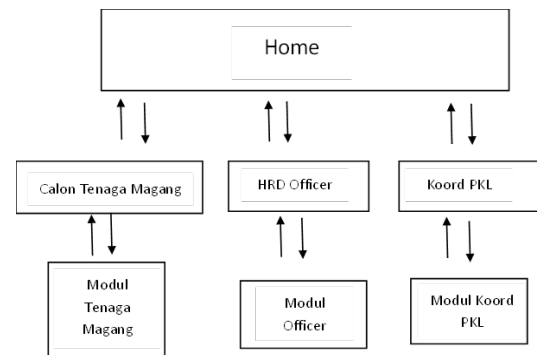 Home
Calon Tenaga Magang
HRD Officer
Koord PKL
Modul
Tenaga
Magang
Modul
Officer
Modul Koord
PKL